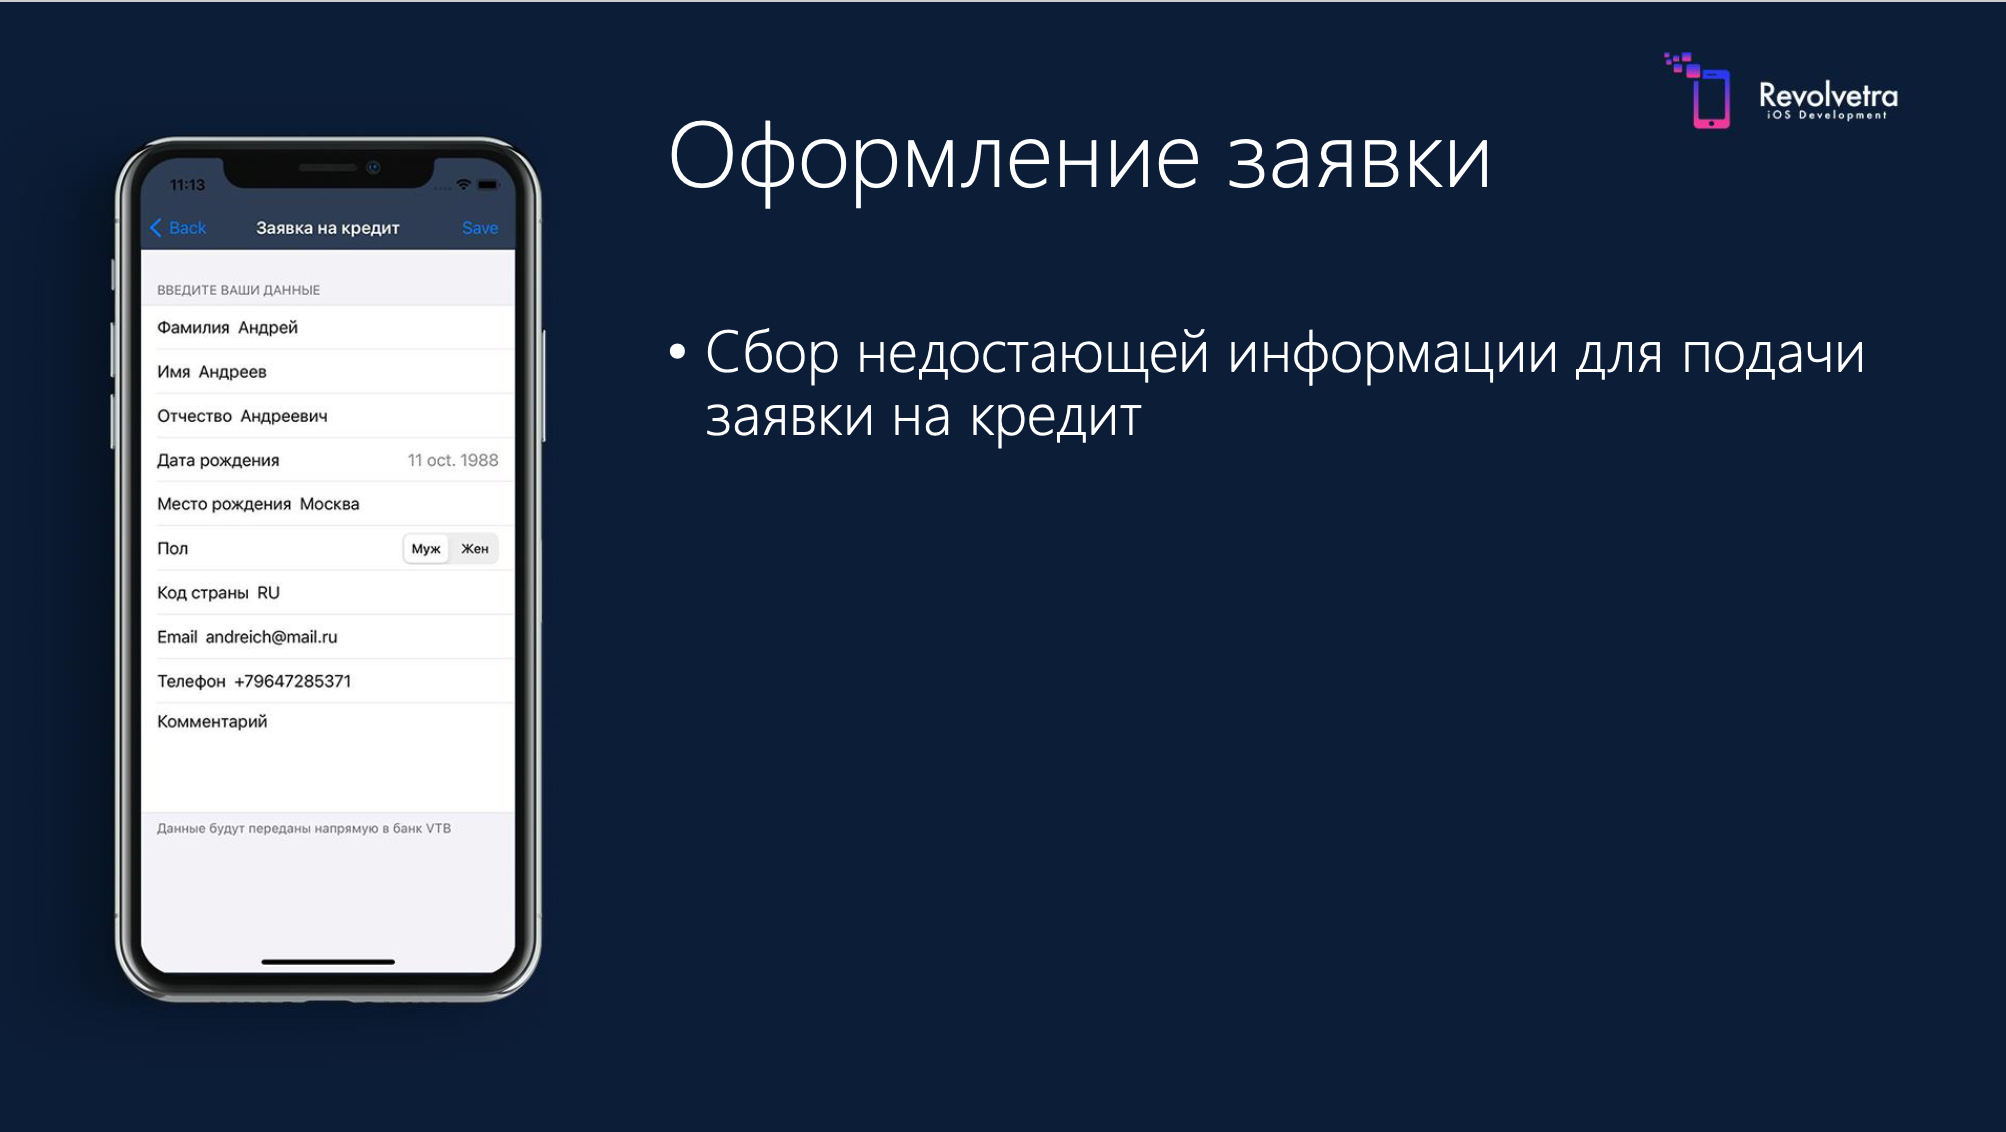 Revolvetra
iOS Development
Оформление заявки
• Сбор недостающей информации для подачи
заявки на кредит
11:13
Back Заявка на кредит Save
ВВЕДИТЕ ВАШИ ДАННЫЕ
Фамилия Андрей
Имя Андреев
Отчество Андреевич
Дата рождения 11 oct. 1988
Место рождения Москва
Пол Муж Жен
Код страны RU
Email andreich@mail.ru
Телефон +79647285371
Комментарий
Данные будут переданы напрямую в банк VTB